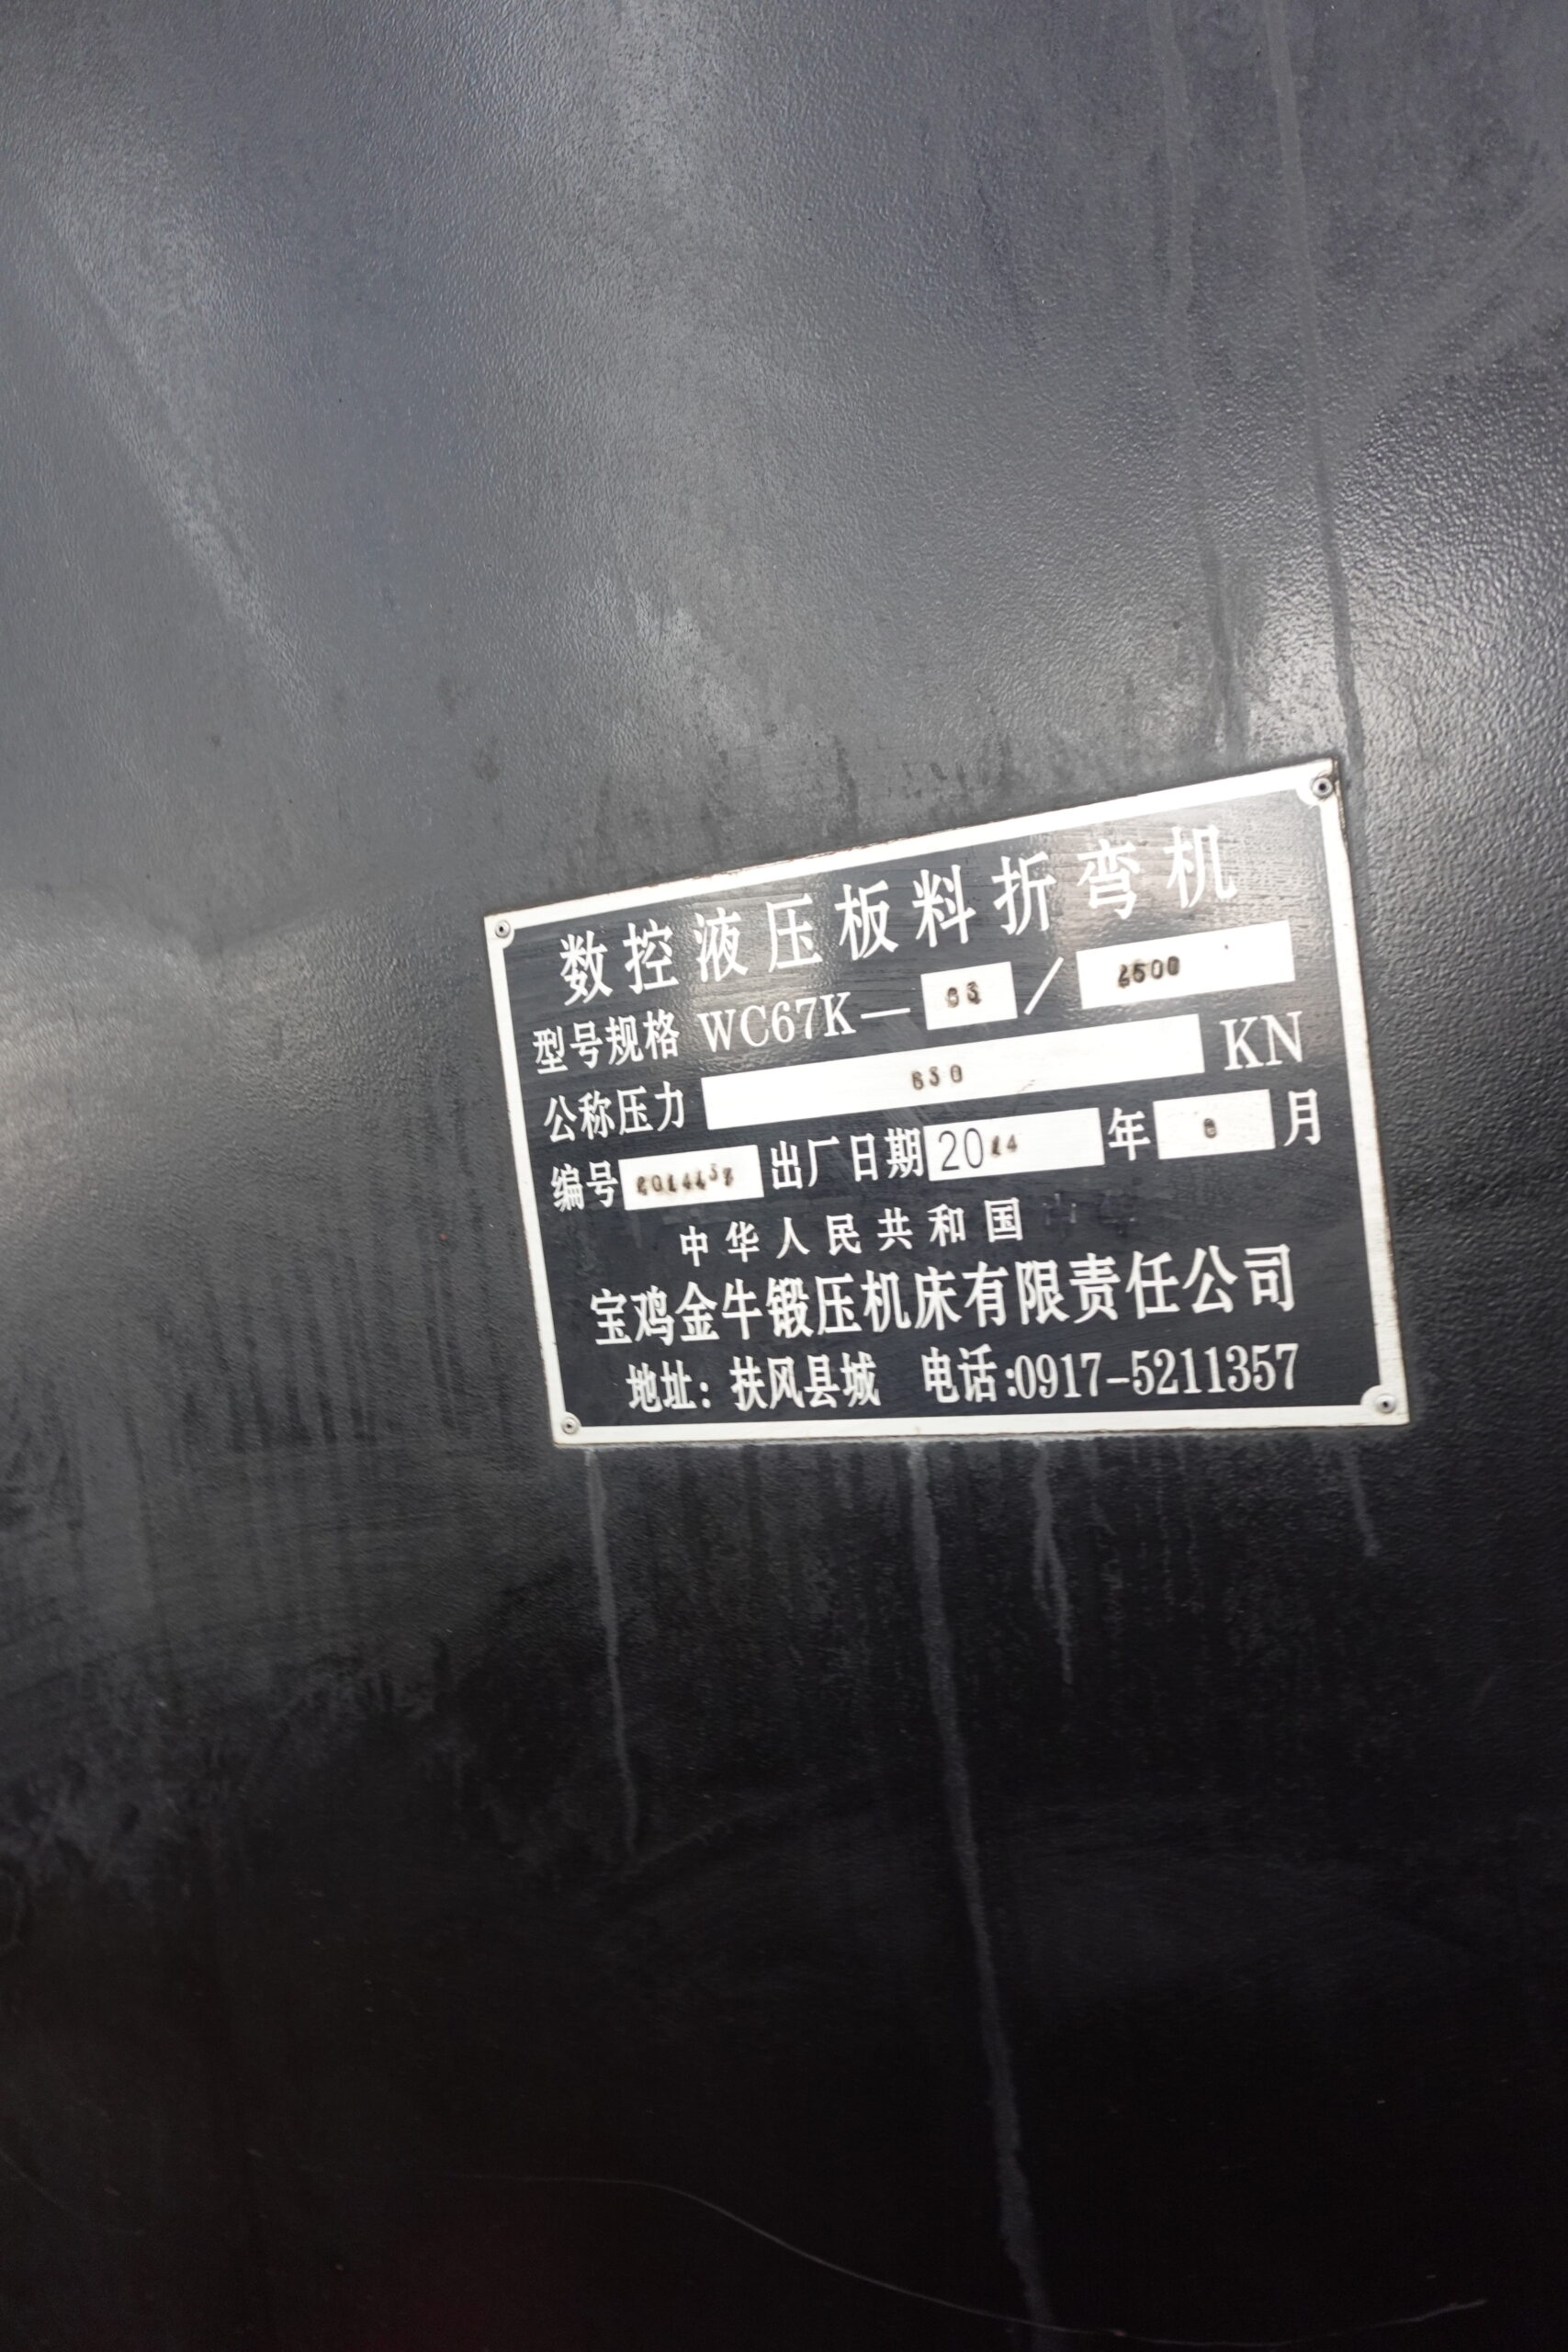 数控液压板料折弯机
型号规格 WC67K— 63 / 2500
公称压力 630 KN
编号 出厂日期 2014 年 月
中华人民共和国
宝鸡金牛锻压机床有限责任公司
地址：扶风县城 电话:0917-5211357